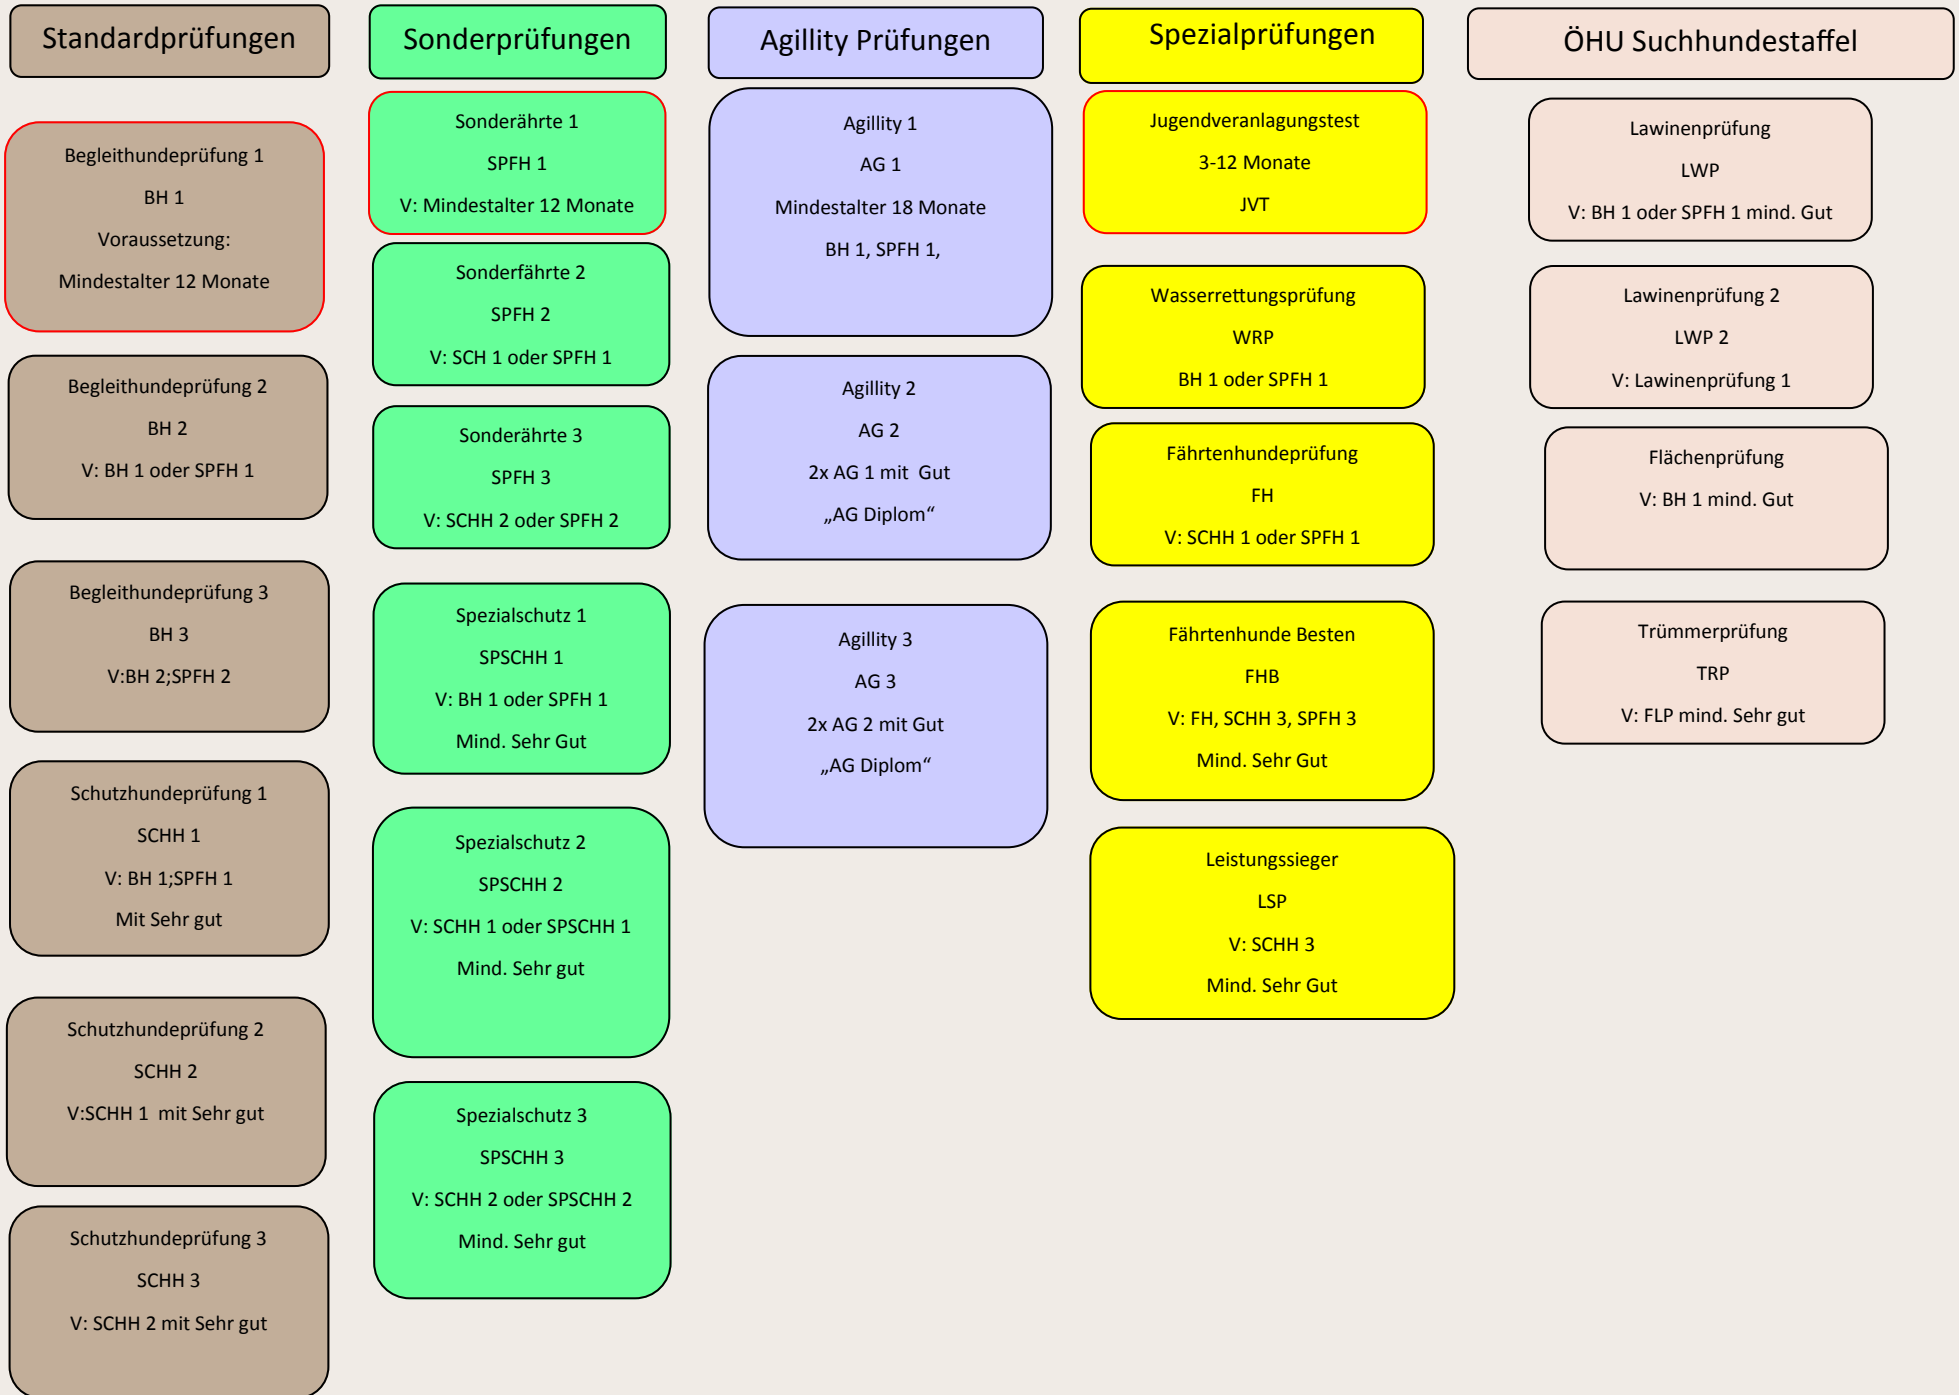 Standardprüfungen
Begleithundeprüfung 1
BH 1
Voraussetzung:
Mindestalter 12 Monate
Begleithundeprüfung 2
BH 2
V: BH 1 oder SPFH 1
Begleithundeprüfung 3
BH 3
V:BH 2;SPFH 2
Schutzhundeprüfung 1
SCHH 1
V: BH 1;SPFH 1
Mit Sehr gut
Schutzhundeprüfung 2
SCHH 2
V:SCHH 1  mit Sehr gut
Schutzhundeprüfung 3
SCHH 3
V: SCHH 2 mit Sehr gut
Sonderprüfungen
Sonderährte 1
SPFH 1
V: Mindestalter 12 Monate
Sonderfährte 2
SPFH 2
V: SCH 1 oder SPFH 1
Sonderährte 3
SPFH 3
V: SCHH 2 oder SPFH 2
Spezialschutz 1
SPSCHH 1
V: BH 1 oder SPFH 1
Mind. Sehr Gut
Spezialschutz 2
SPSCHH 2
V: SCHH 1 oder SPSCHH 1
Mind. Sehr gut
Spezialschutz 3
SPSCHH 3
V: SCHH 2 oder SPSCHH 2
Mind. Sehr gut
Agillity Prüfungen
Agillity 1
AG 1
Mindestalter 18 Monate
BH 1, SPFH 1,
Agillity 2
AG 2
2x AG 1 mit  Gut
„AG Diplom“
Agillity 3
AG 3
2x AG 2 mit Gut
„AG Diplom“
Spezialprüfungen
Jugendveranlagungstest
3-12 Monate
JVT
Wasserrettungsprüfung
WRP
BH 1 oder SPFH 1
Fährtenhundeprüfung
FH
V: SCHH 1 oder SPFH 1
Fährtenhunde Besten
FHB
V: FH, SCHH 3, SPFH 3
Mind. Sehr Gut
Leistungssieger
LSP
V: SCHH 3
Mind. Sehr Gut
ÖHU Suchhundestaffel
Lawinenprüfung
LWP
V: BH 1 oder SPFH 1 mind. Gut
Lawinenprüfung 2
LWP 2
V: Lawinenprüfung 1
Flächenprüfung
V: BH 1 mind. Gut
Trümmerprüfung
TRP
V: FLP mind. Sehr gut